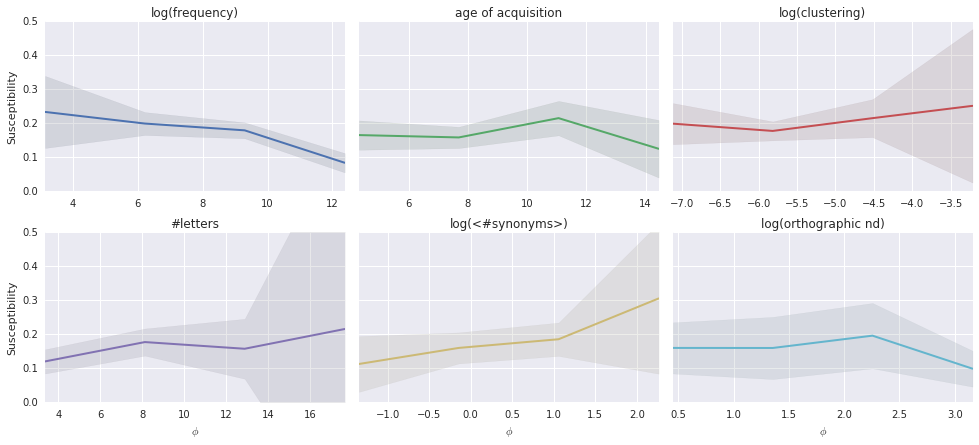 log(frequency) age of acquisition log(clustering)
0.5
0.4
0.3
0.2
0.1
0.0
Susceptibility
4 6 8 10 12
6 8 10 12 14
−7.0 −6.5 −6.0 −5.5 −5.0 −4.5 −4.0 −3.5
#letters log(<#synonyms>) log(orthographic nd)
0.5
0.4
0.3
0.2
0.1
0.0
Susceptibility
4 6 8 10 12 14 16
−1.0 −0.5 0.0 0.5 1.0 1.5 2.0
0.5 1.0 1.5 2.0 2.5 3.0
ϕ ϕ ϕ